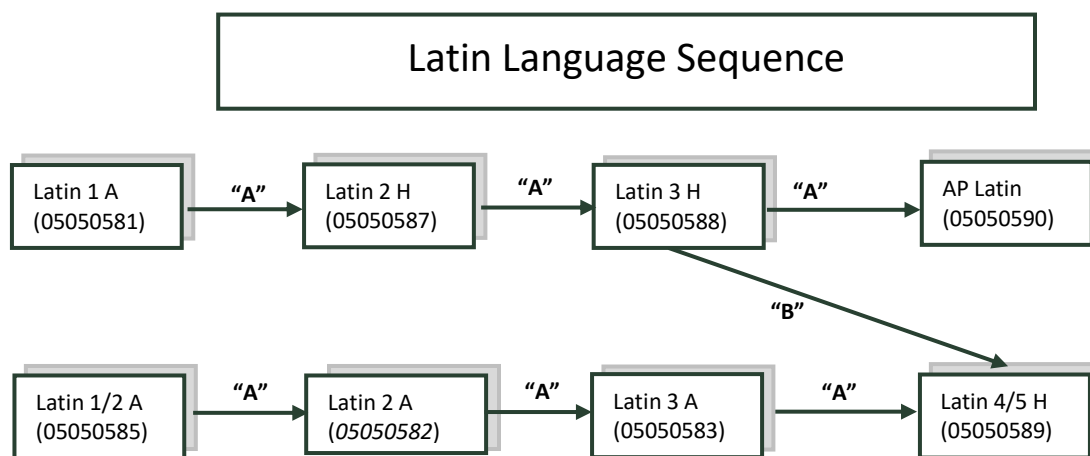 Latin Language Sequence
Latin 1 A
(05050581)
“A”
Latin 2 H
(05050587)
“A”
Latin 3 H
(05050588)
“A”
AP Latin
(05050590)
“B”
Latin 1/2 A
(05050585)
“A”
Latin 2 A
(05050582)
“A”
Latin 3 A
(05050583)
“A”
Latin 4/5 H
(05050589)